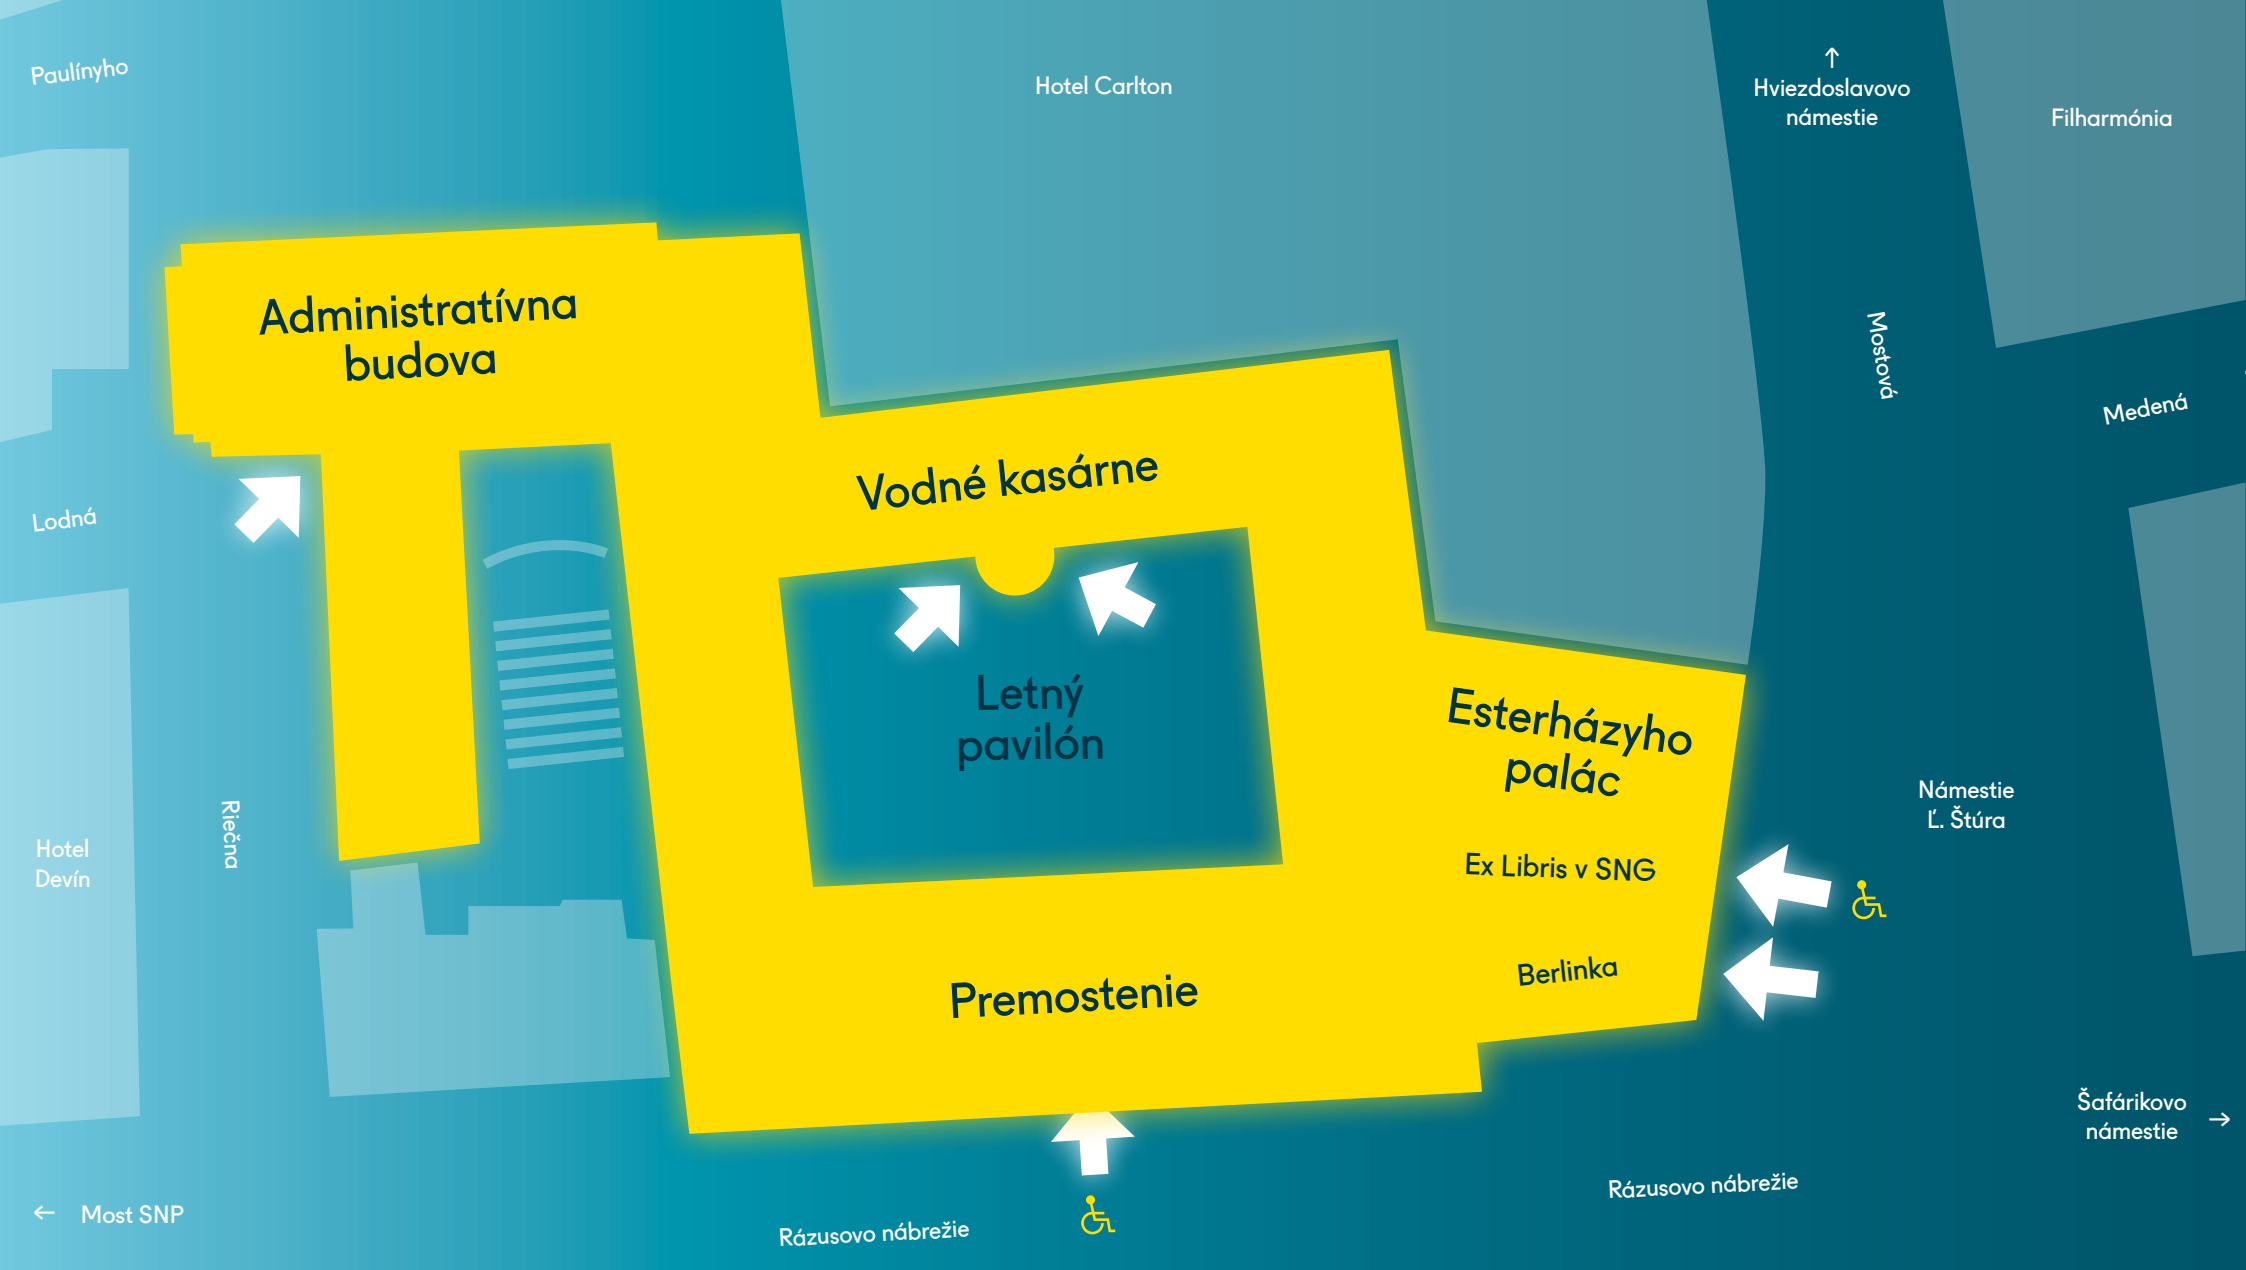 Paulínyho
Hotel Carlton
↑
Hviezdoslavovo
námestie
Filharmónia
Administratívna
budova
Mostová
Medená
Vodné kasárne
Lodná
Letný
pavilón
Esterházyho
palác
Námestie
Ľ. Štúra
Riečna
Hotel
Devín
Ex Libris v SNG
Berlinka
Premostenie
Šafárikovo
námestie →
Rázusovo nábrežie
← Most SNP
Rázusovo nábrežie